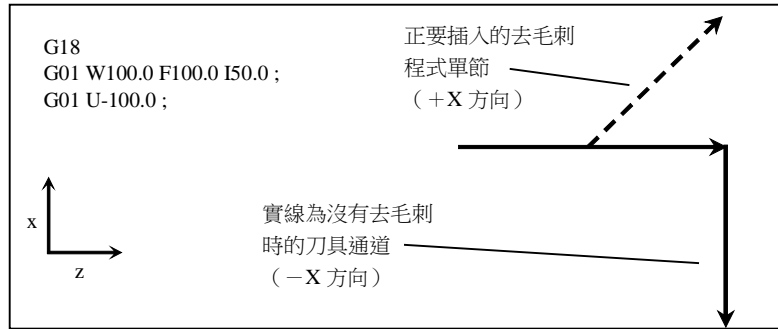 G18
G01 W100.0 F100.0 I50.0 ;
G01 U-100.0 ;
正要插入的去毛刺
程式單節
（＋X 方向）
x
z
實線為沒有去毛刺
時的刀具通道
（－X 方向）